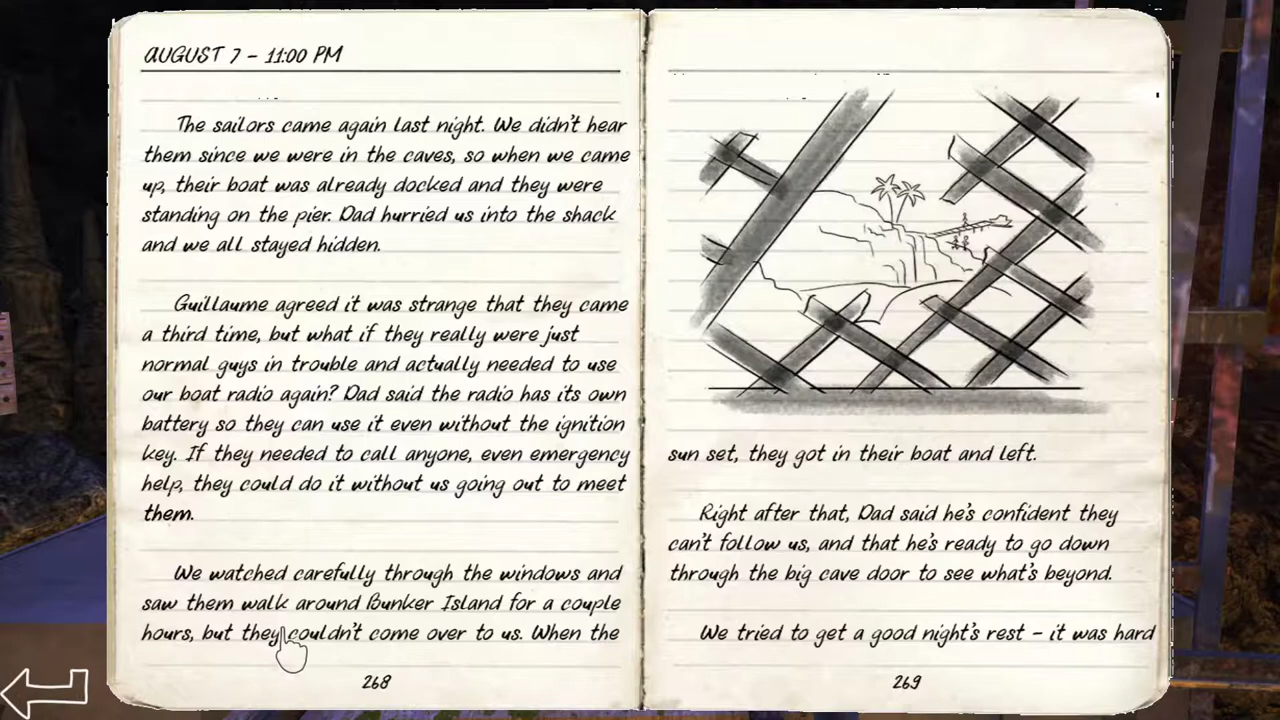 AUGUST 7 – 11:00 PM
The sailors came again last night. We didn't hear
them since we were in the caves, so when we came
up, their boat was already docked and they were
standing on the pier. Dad hurried us into the shack
and we all stayed hidden.
Guillaume agreed it was strange that they came
a third time, but what if they really were just
normal guys in trouble and actually needed to use
our boat radio again? Dad said the radio has its own
battery so they can use it even without the ignition
key. If they needed to call anyone, even emergency
help, they could do it without us going out to meet
them.
We watched carefully through the windows and
saw them walk around Bunker Island for a couple
hours, but they couldn't come over to us. When the
268
sun set, they got in their boat and left.
Right after that, Dad said he's confident they
can't follow us, and that he's ready to go down
through the big cave door to see what's beyond.
We tried to get a good night's rest – it was hard
269